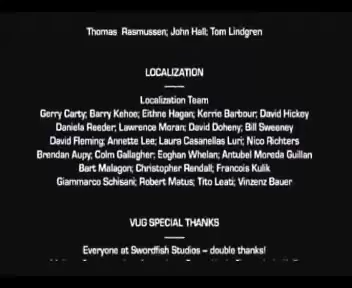 Thomas Rasmussen; John Hall; Tom Lindgren
LOCALIZATION
Localization Team
Gerry Carty; Barry Kehoe; Eithne Hagan; Kerrie Barbour; David Hickey
Daniela Reeder; Lawrence Moran; David Doheny; Bill Sweeney
David Fleming; Annette Lee; Laura Casanellas Luri; Nico Richters
Brendan Aupy; Colm Gallagher; Eoghan Whelan; Antubel Moreda Guillan
Bart Malagon; Christopher Rendall; Francois Kulik
Giammarco Schisani; Robert Matus; Tito Leati; Vinzenz Bauer
VUG SPECIAL THANKS
Everyone at Swordfish Studios – double thanks!